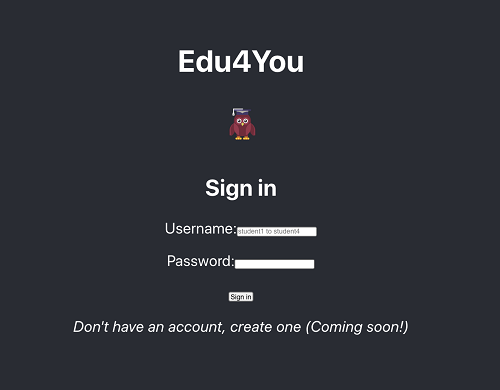 Edu4You
Sign in
Username: student1 to student4
Password:
Sign in
Don't have an account, create one (Coming soon!)